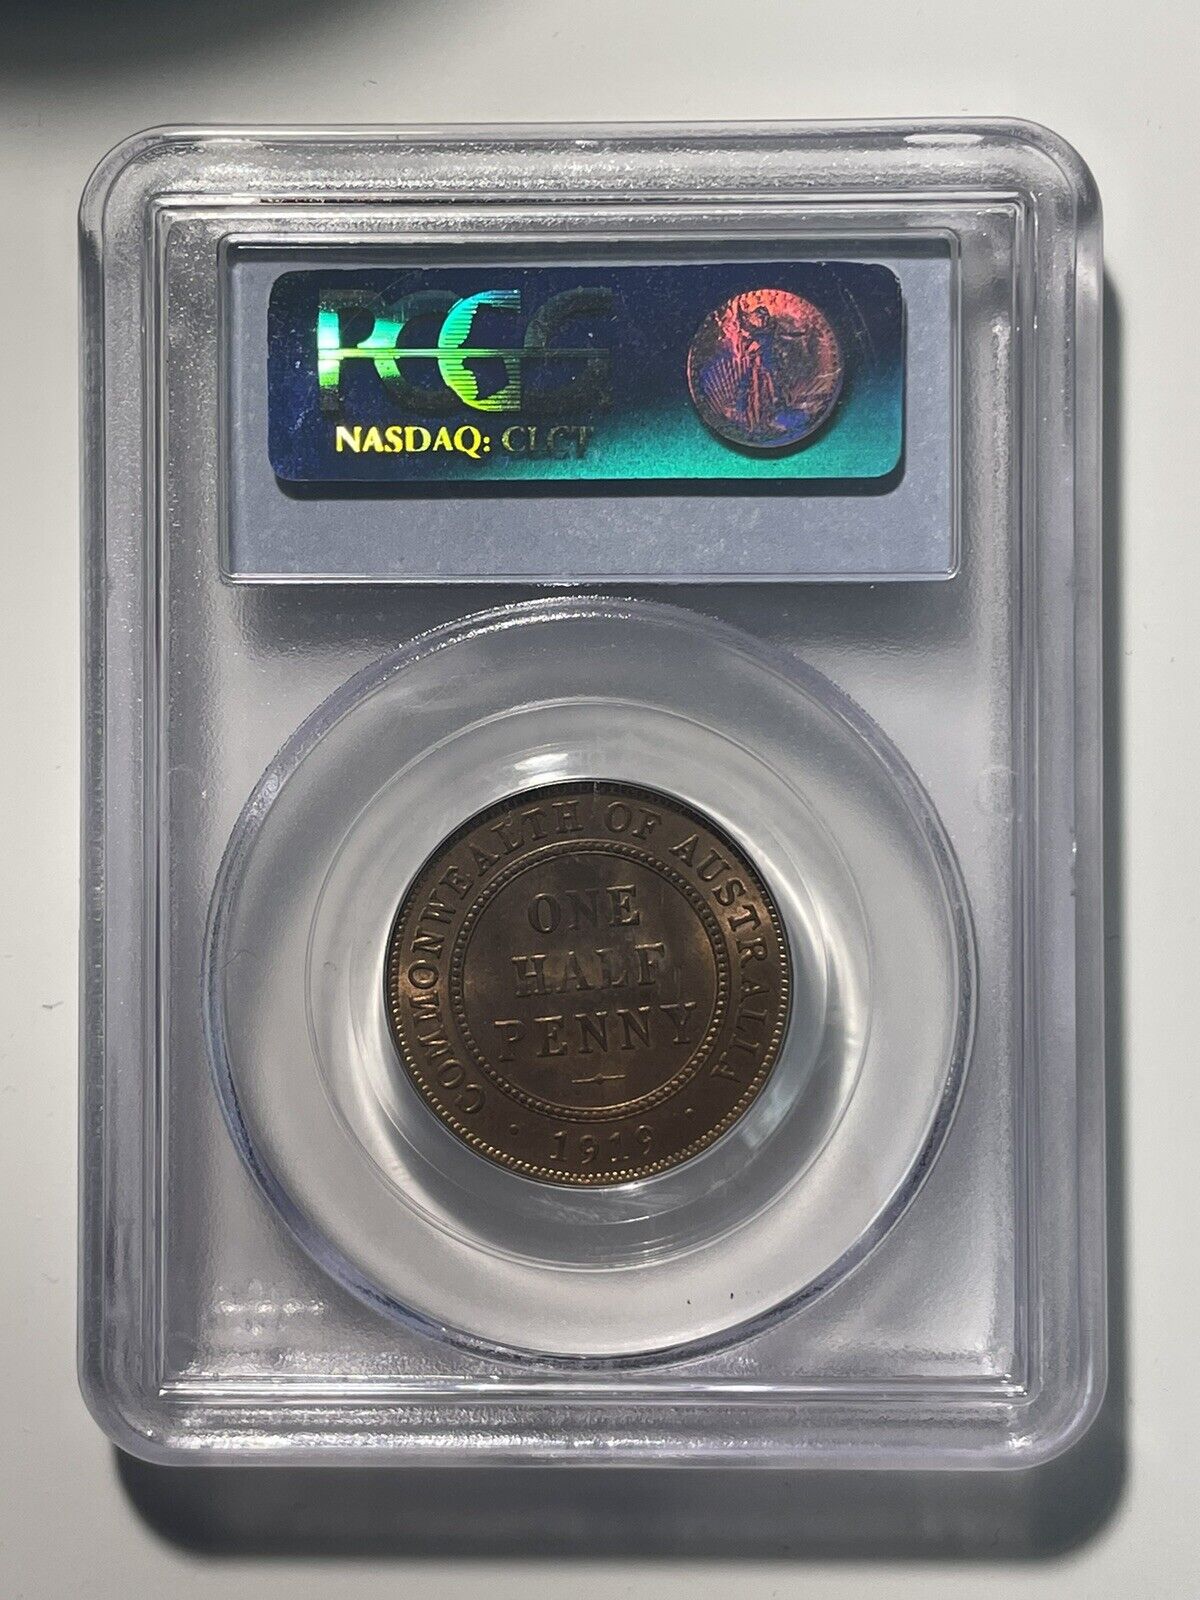 PCGS
NASDAQ: CLCT
COMMONWEALTH OF AUSTRALIA
ONE
HALF
PENNY
· 1919 ·